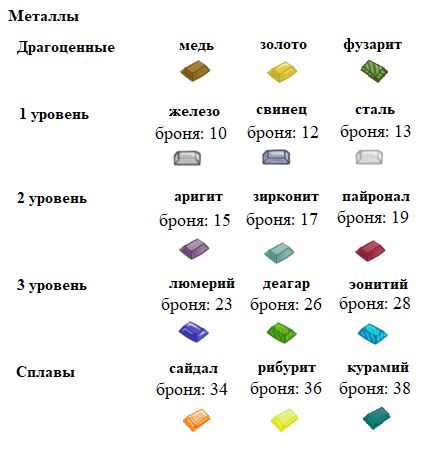 Металлы
Драгоценные медь золото фузарит
1 уровень железо свинец сталь
броня: 10 броня: 12 броня: 13
2 уровень аригит зирконит пайронал
броня: 15 броня: 17 броня: 19
3 уровень люмерий деагар эонитий
броня: 23 броня: 26 броня: 28
Сплавы сайдал рибурит курамий
броня: 34 броня: 36 броня: 38